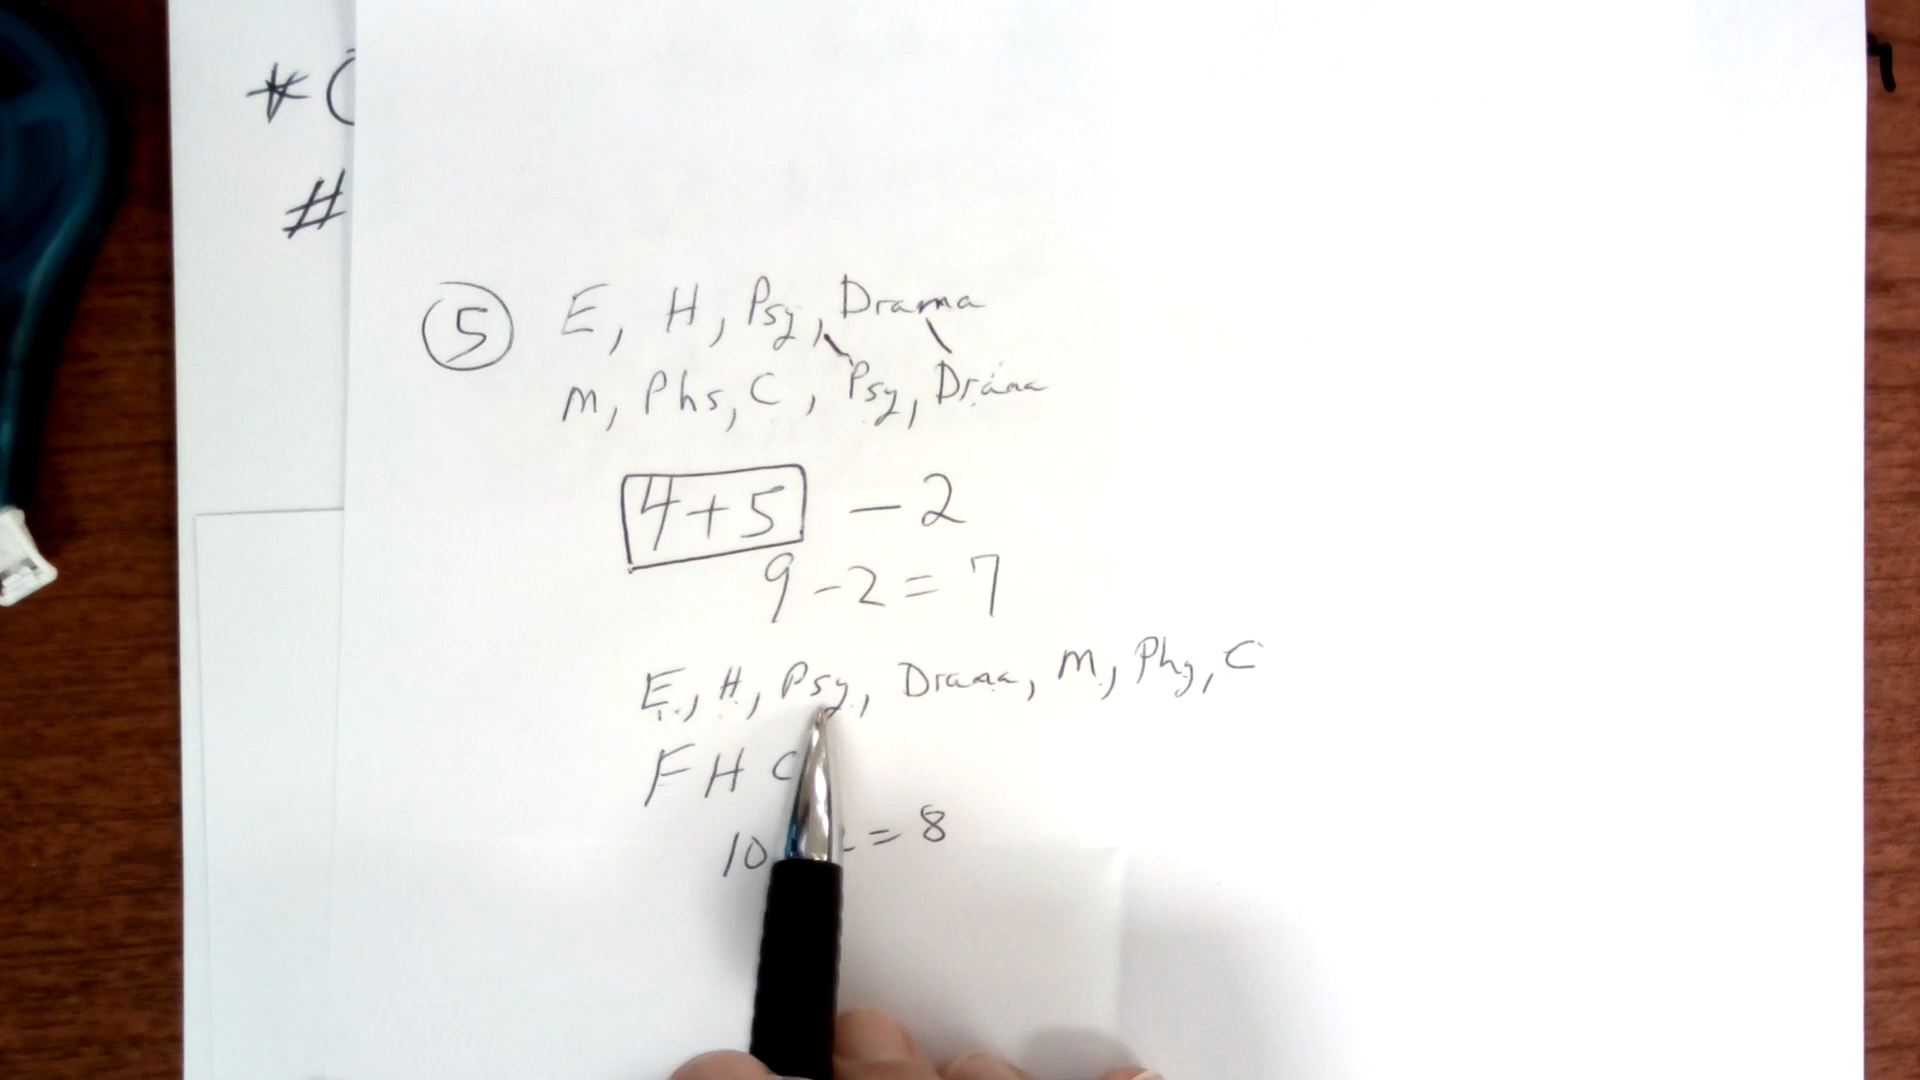 * (
#
5 E, H, Psy, Drama
M, Phs, C, Psy, Drama
4+5 - 2
9 - 2 = 7
E, H, Psy, Drama, M, Phy, C
F H C
10 = 8